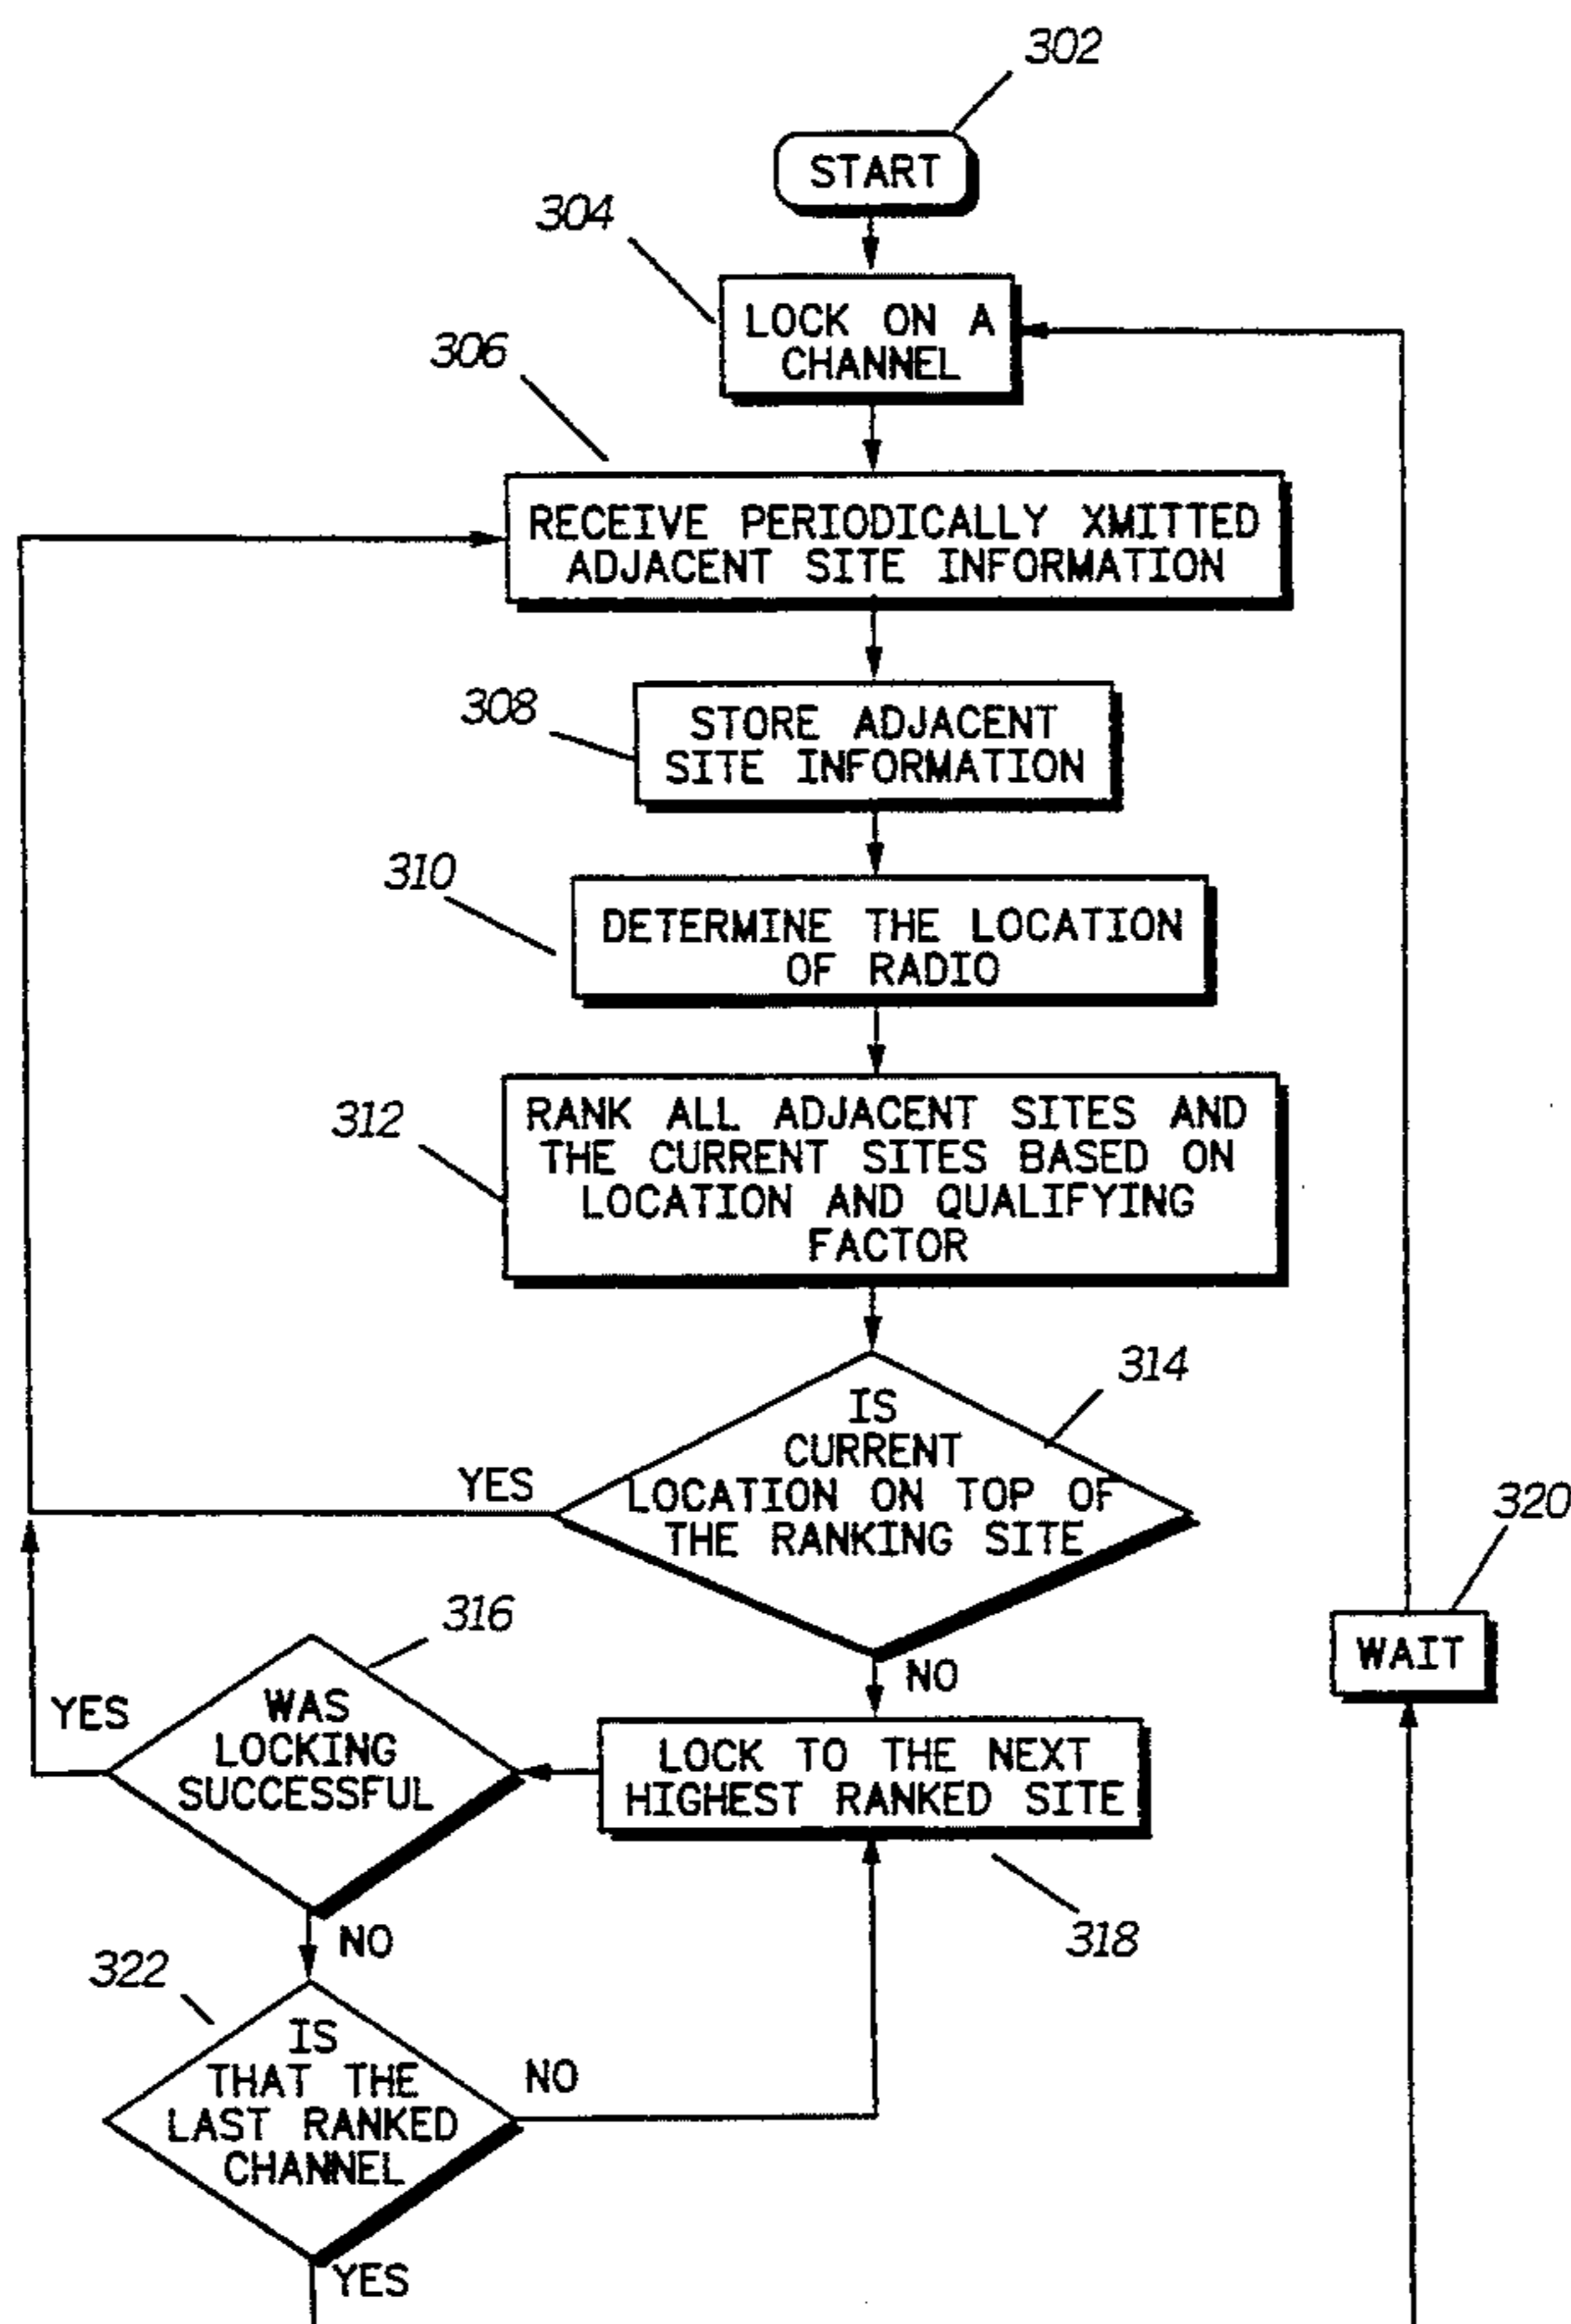 302
START
304
LOCK ON A
CHANNEL
306
RECEIVE PERIODICALLY XMITTED
ADJACENT SITE INFORMATION
308
STORE ADJACENT
SITE INFORMATION
310
DETERMINE THE LOCATION
OF RADIO
312
RANK ALL ADJACENT SITES AND
THE CURRENT SITES BASED ON
LOCATION AND QUALIFYING
FACTOR
314
IS
CURRENT
LOCATION ON TOP OF
THE RANKING SITE
YES
NO
320
WAIT
316
WAS
LOCKING
SUCCESSFUL
YES
NO
LOCK TO THE NEXT
HIGHEST RANKED SITE
318
322
IS
THAT THE
LAST RANKED
CHANNEL
NO
YES